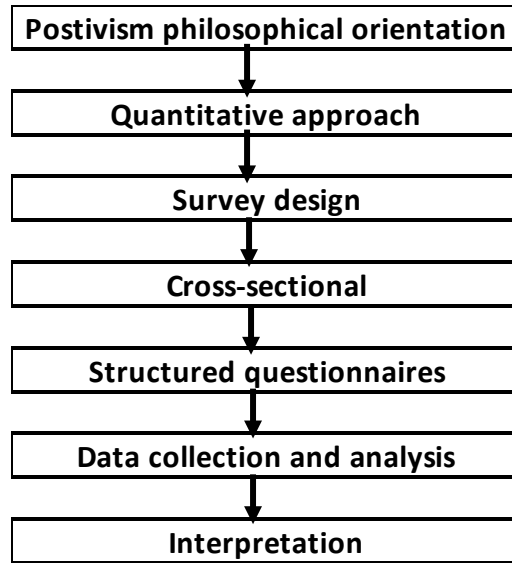 Postivism philosophical orientation
Quantitative approach
Survey design
Cross-sectional
Structured questionnaires
Data collection and analysis
Interpretation